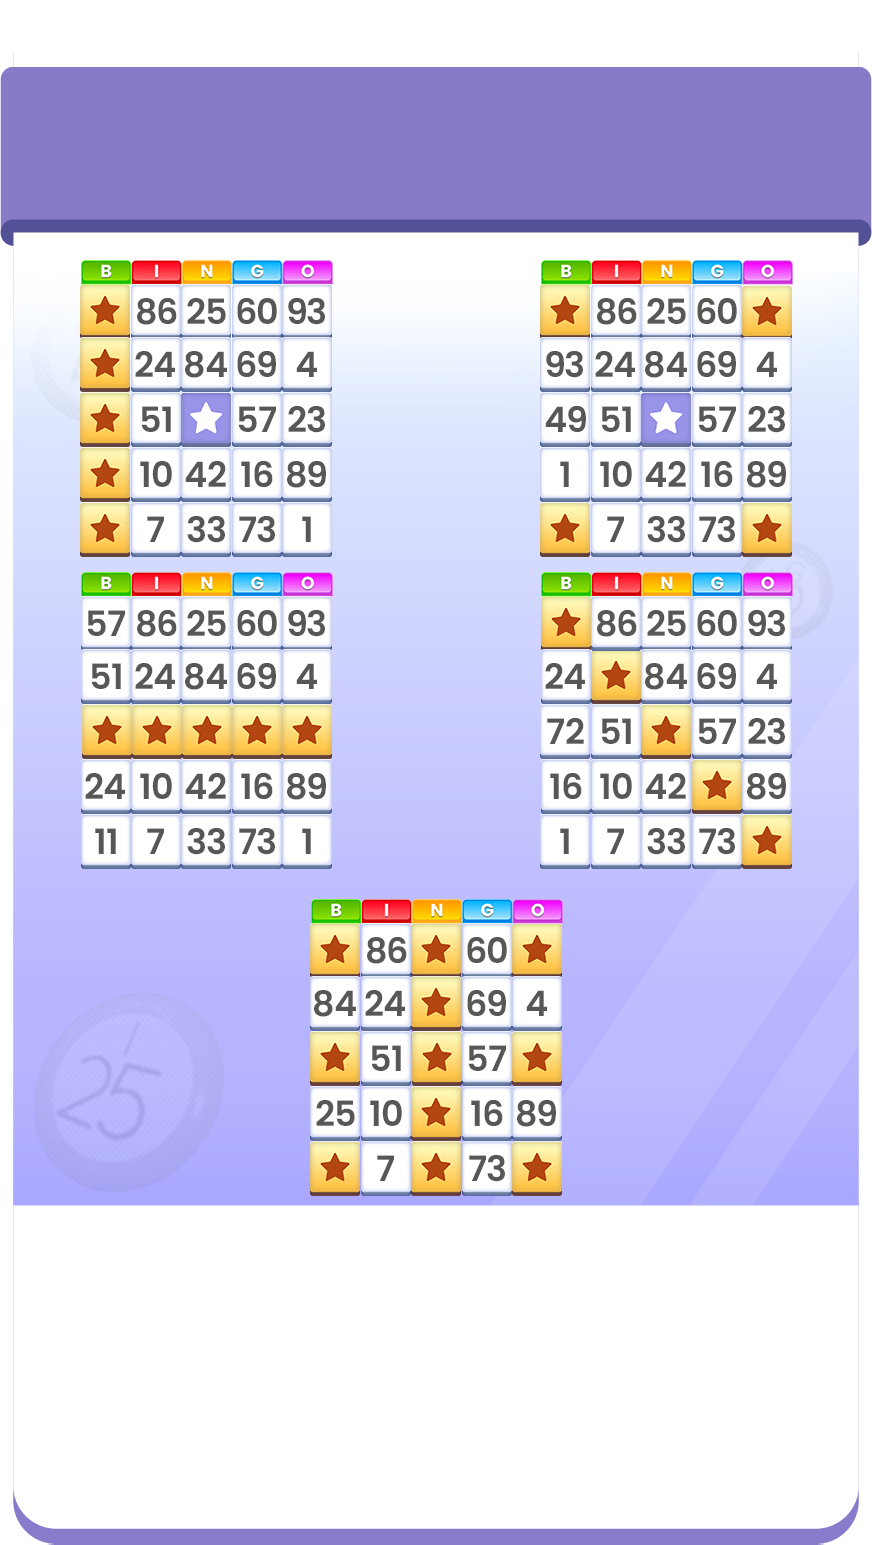 B I N G O
86 25 60 93
24 84 69 4
51 57 23
10 42 16 89
7 33 73 1
B I N G O
86 25 60
93 24 84 69 4
49 51 57 23
1 10 42 16 89
7 33 73
B I N G O
57 86 25 60 93
51 24 84 69 4
24 10 42 16 89
11 7 33 73 1
B I N G O
86 25 60 93
24 84 69 4
72 51 57 23
16 10 42 89
1 7 33 73
B I N G O
86 60
84 24 69 4
51 57
25 10 16 89
7 73
25